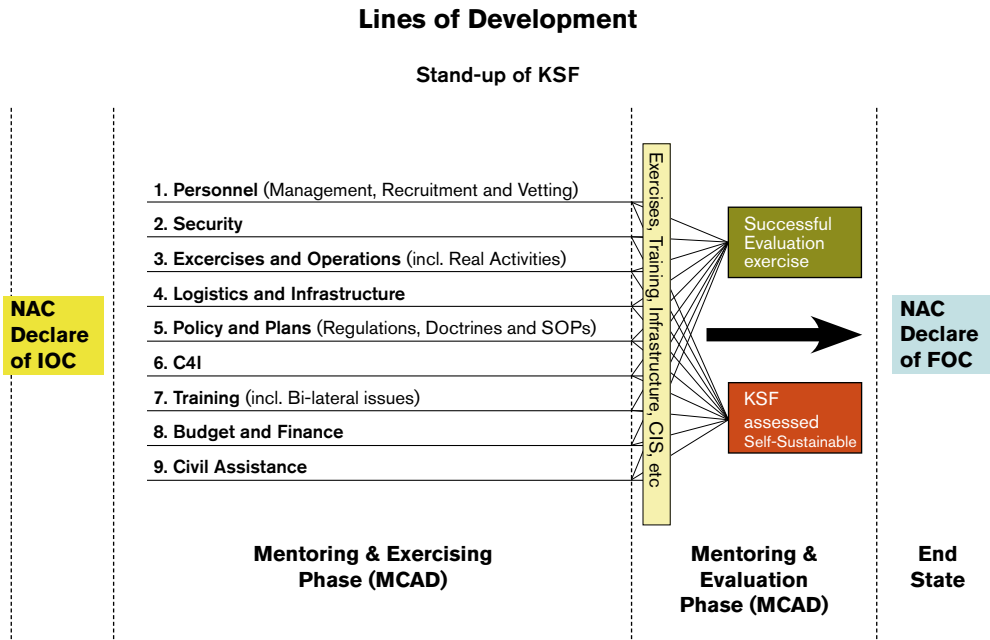 Lines of Development
Stand-up of KSF
NAC
Declare
of IOC
1. Personnel (Management, Recruitment and Vetting)
2. Security
3. Excercises and Operations (incl. Real Activities)
4. Logistics and Infrastructure
5. Policy and Plans (Regulations, Doctrines and SOPs)
6. C4I
7. Training (incl. Bi-lateral issues)
8. Budget and Finance
9. Civil Assistance
Exercises, Training, Infrastructure, CIS, etc
Successful
Evaluation
exercise
KSF
assessed
Self-Sustainable
NAC
Declare
of FOC
Mentoring & Exercising
Phase (MCAD)
Mentoring &
Evaluation
Phase (MCAD)
End
State